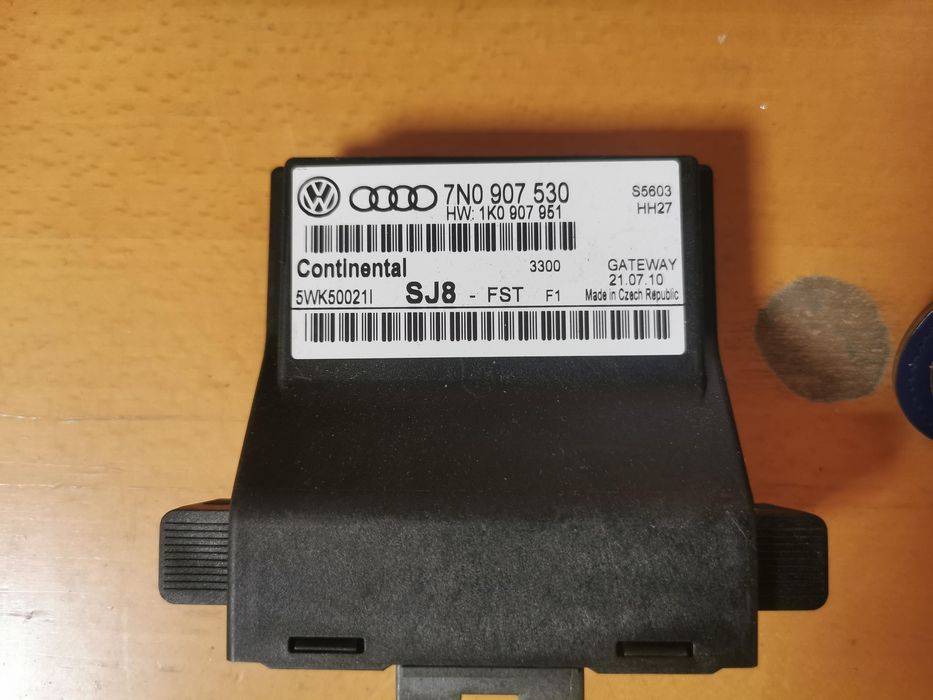 7N0 907 530
HW: 1K0 907 951
S5603
HH27
Continental
3300
GATEWAY
21.07.10
5WK50021I SJ8 - FST F1
Made in Czech Republic